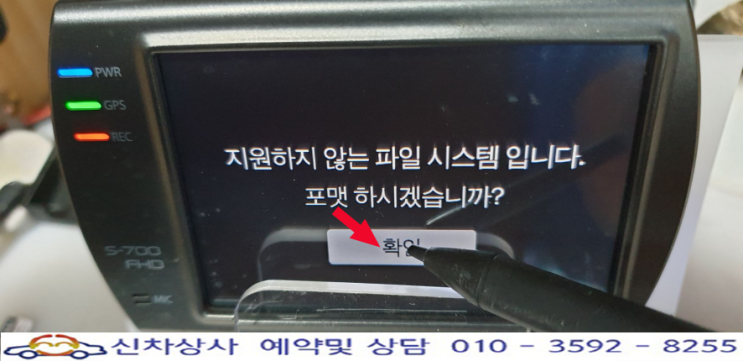 PWR
GPS
REC
지원하지 않는 파일 시스템 입니다.
포맷 하시겠습니까?
확인
S-700
FHD
MIC
신차상사 예약및 상담 010 - 3592 - 8255